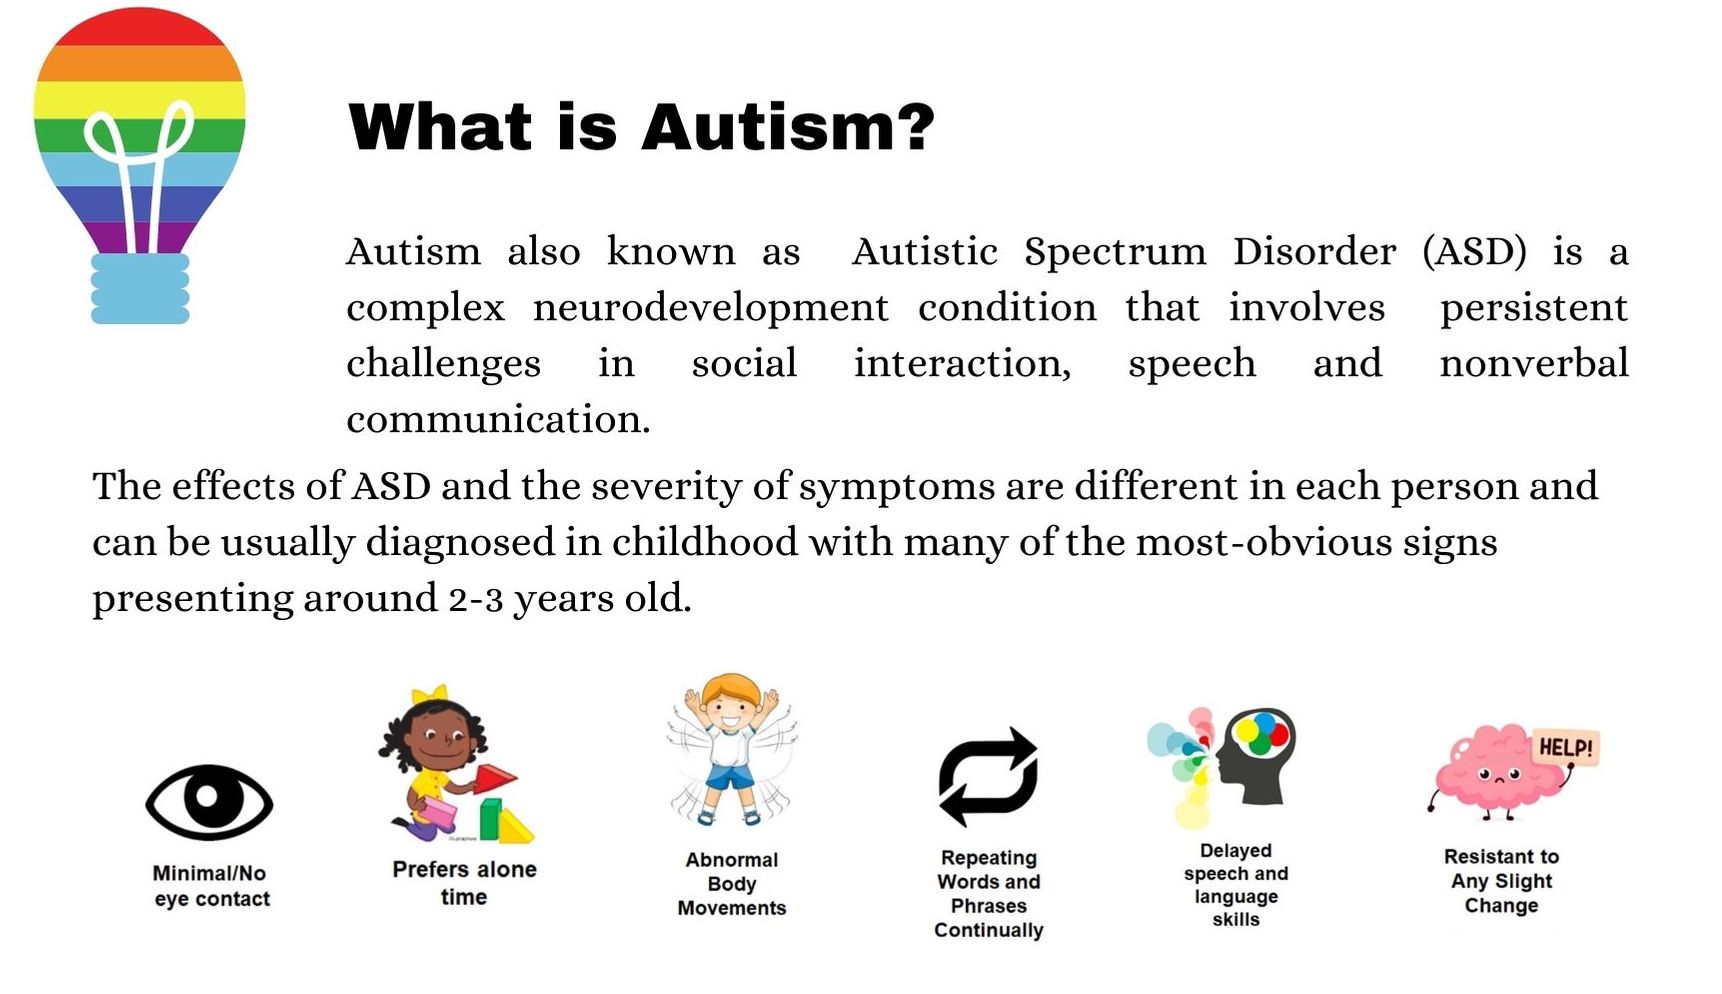 What is Autism?
Autism also known as Autistic Spectrum Disorder (ASD) is a
complex neurodevelopment condition that involves persistent
challenges in social interaction, speech and nonverbal
communication.
The effects of ASD and the severity of symptoms are different in each person and
can be usually diagnosed in childhood with many of the most-obvious signs
presenting around 2-3 years old.
HELP!
Minimal/No
eye contact
Prefers alone
time
Abnormal
Body
Movements
Repeating
Words and
Phrases
Continually
Delayed
speech and
language
skills
Resistant to
Any Slight
Change